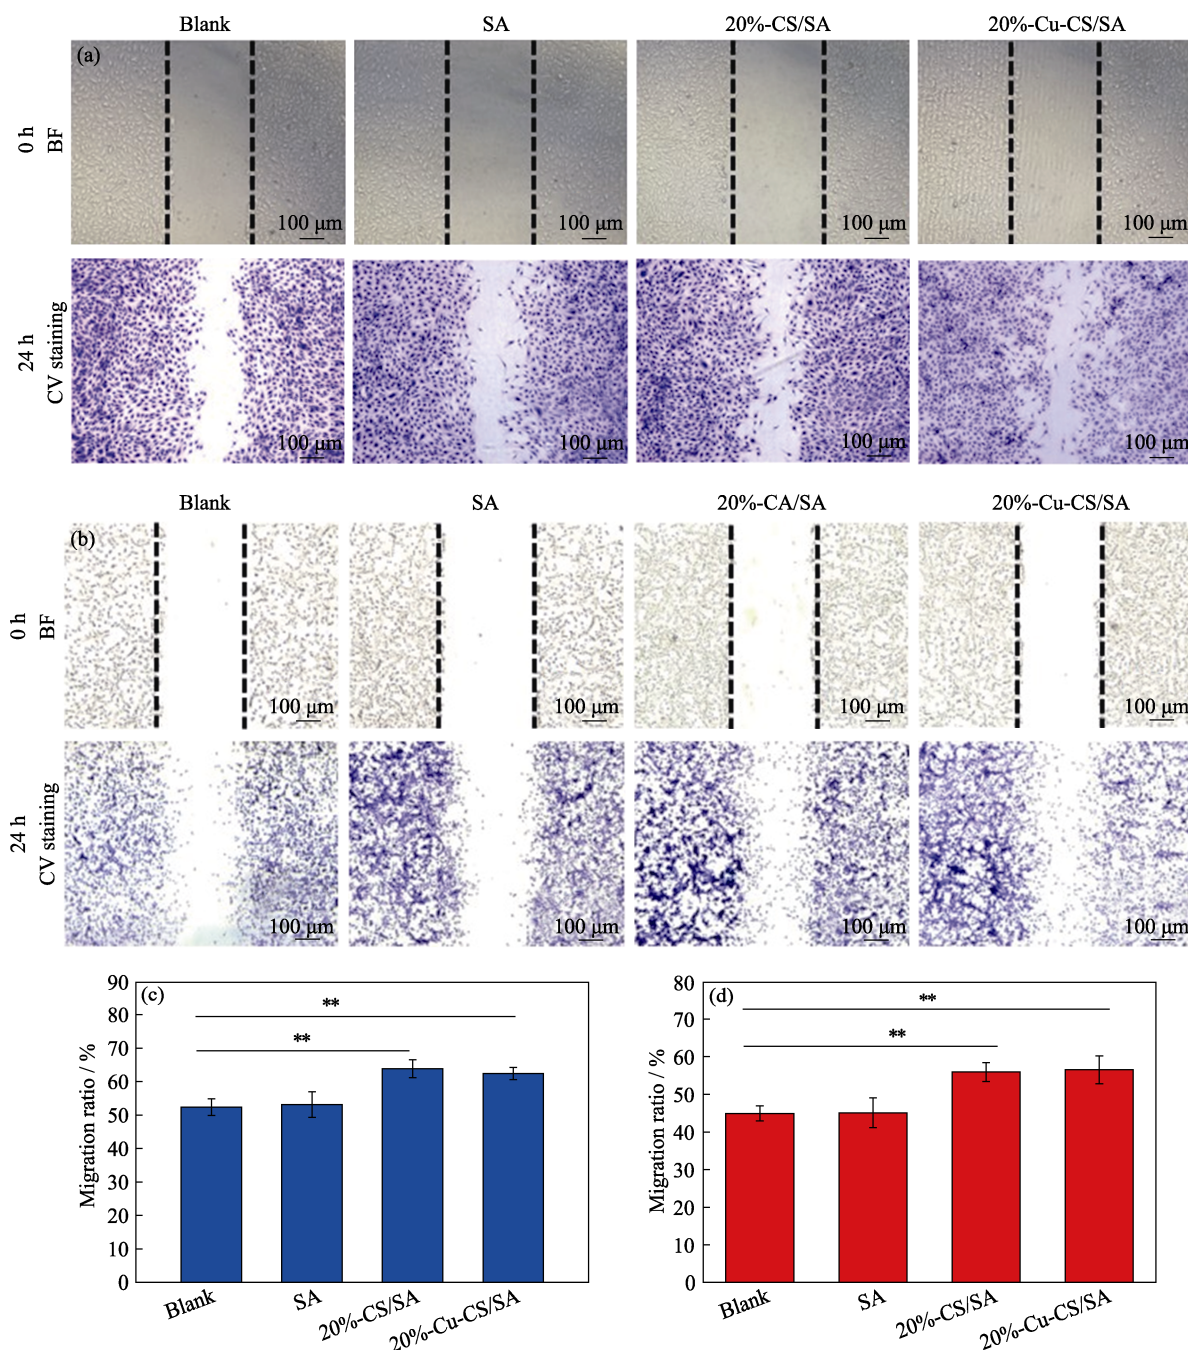 Blank SA 20%-CS/SA 20%-Cu-CS/SA
(a)
0 h
BF
100 μm 100 μm 100 μm 100 μm
24 h
CV staining
100 μm 100 μm 100 μm 100 μm
Blank SA 20%-CA/SA 20%-Cu-CS/SA
(b)
0 h
BF
100 μm 100 μm 100 μm 100 μm
24 h
CV staining
100 μm 100 μm 100 μm 100 μm
(c)
Migration ratio / %
90
80
70
60
50
40
30
20
10
0
**
**
Blank SA 20%-CS/SA 20%-Cu-CS/SA
(d)
Migration ratio / %
80
70
60
50
40
30
20
10
0
**
**
Blank SA 20%-CS/SA 20%-Cu-CS/SA